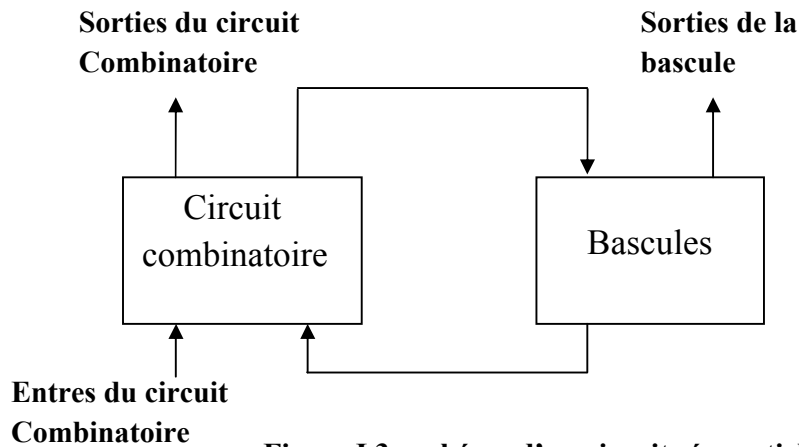 Sorties du circuit
Combinatoire
Sorties de la
bascule
Circuit
combinatoire
Bascules
Entres du circuit
Combinatoire